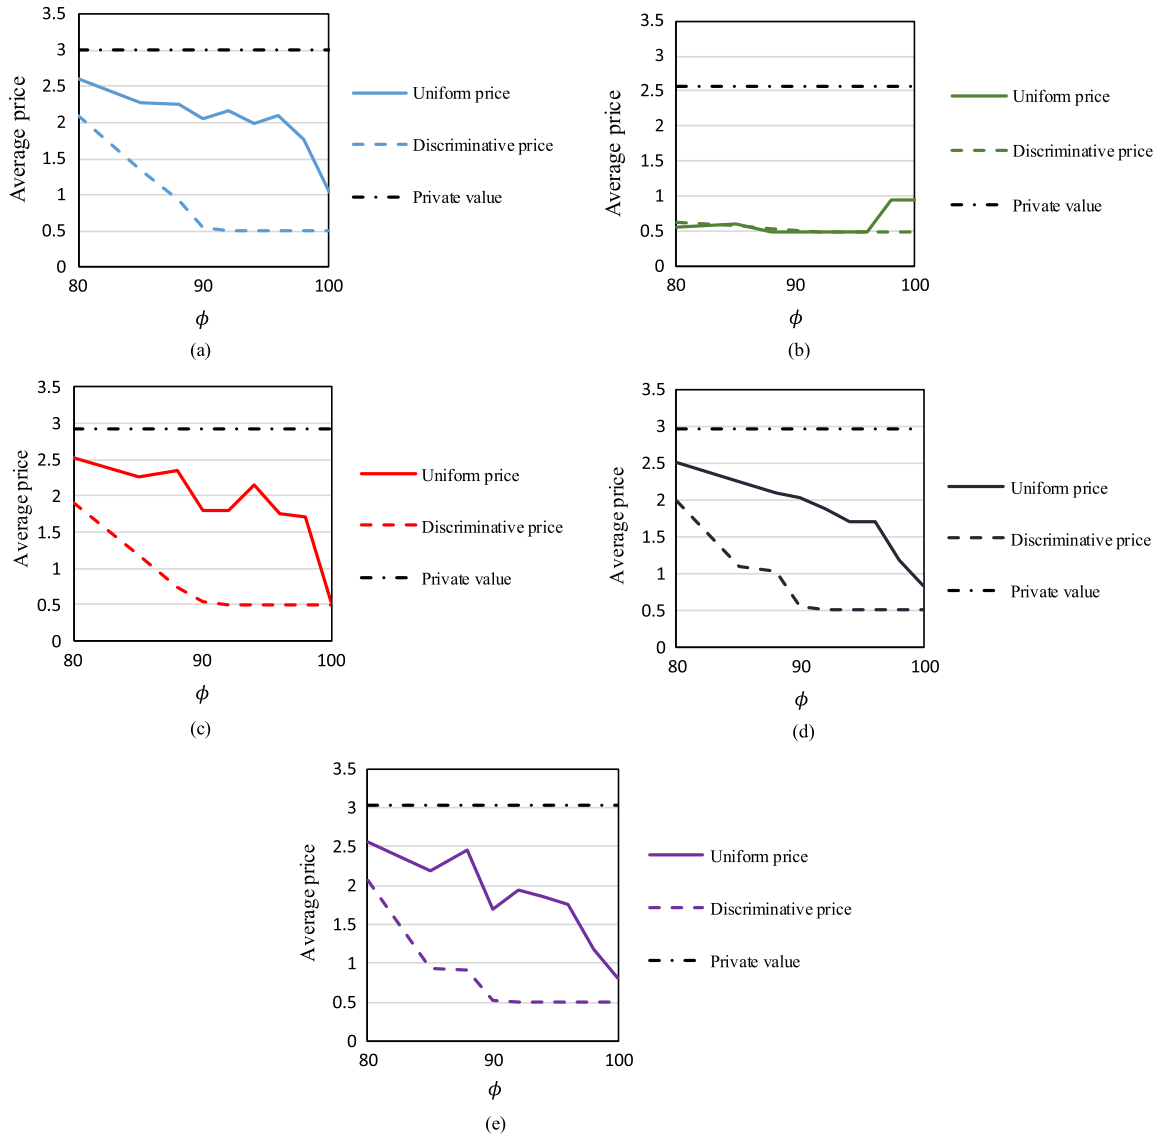 3.5
3
2.5
2
1.5
1
0.5
0
80
90
100
Average price
ϕ
Uniform price
Discriminative price
Private value
(a)
3.5
3
2.5
2
1.5
1
0.5
0
80
90
100
Average price
ϕ
Uniform price
Discriminative price
Private value
(b)
3.5
3
2.5
2
1.5
1
0.5
0
80
90
100
Average price
ϕ
Uniform price
Discriminative price
Private value
(c)
3.5
3
2.5
2
1.5
1
0.5
0
80
90
100
Average price
ϕ
Uniform price
Discriminative price
Private value
(d)
3.5
3
2.5
2
1.5
1
0.5
0
80
90
100
Average price
ϕ
Uniform price
Discriminative price
Private value
(e)